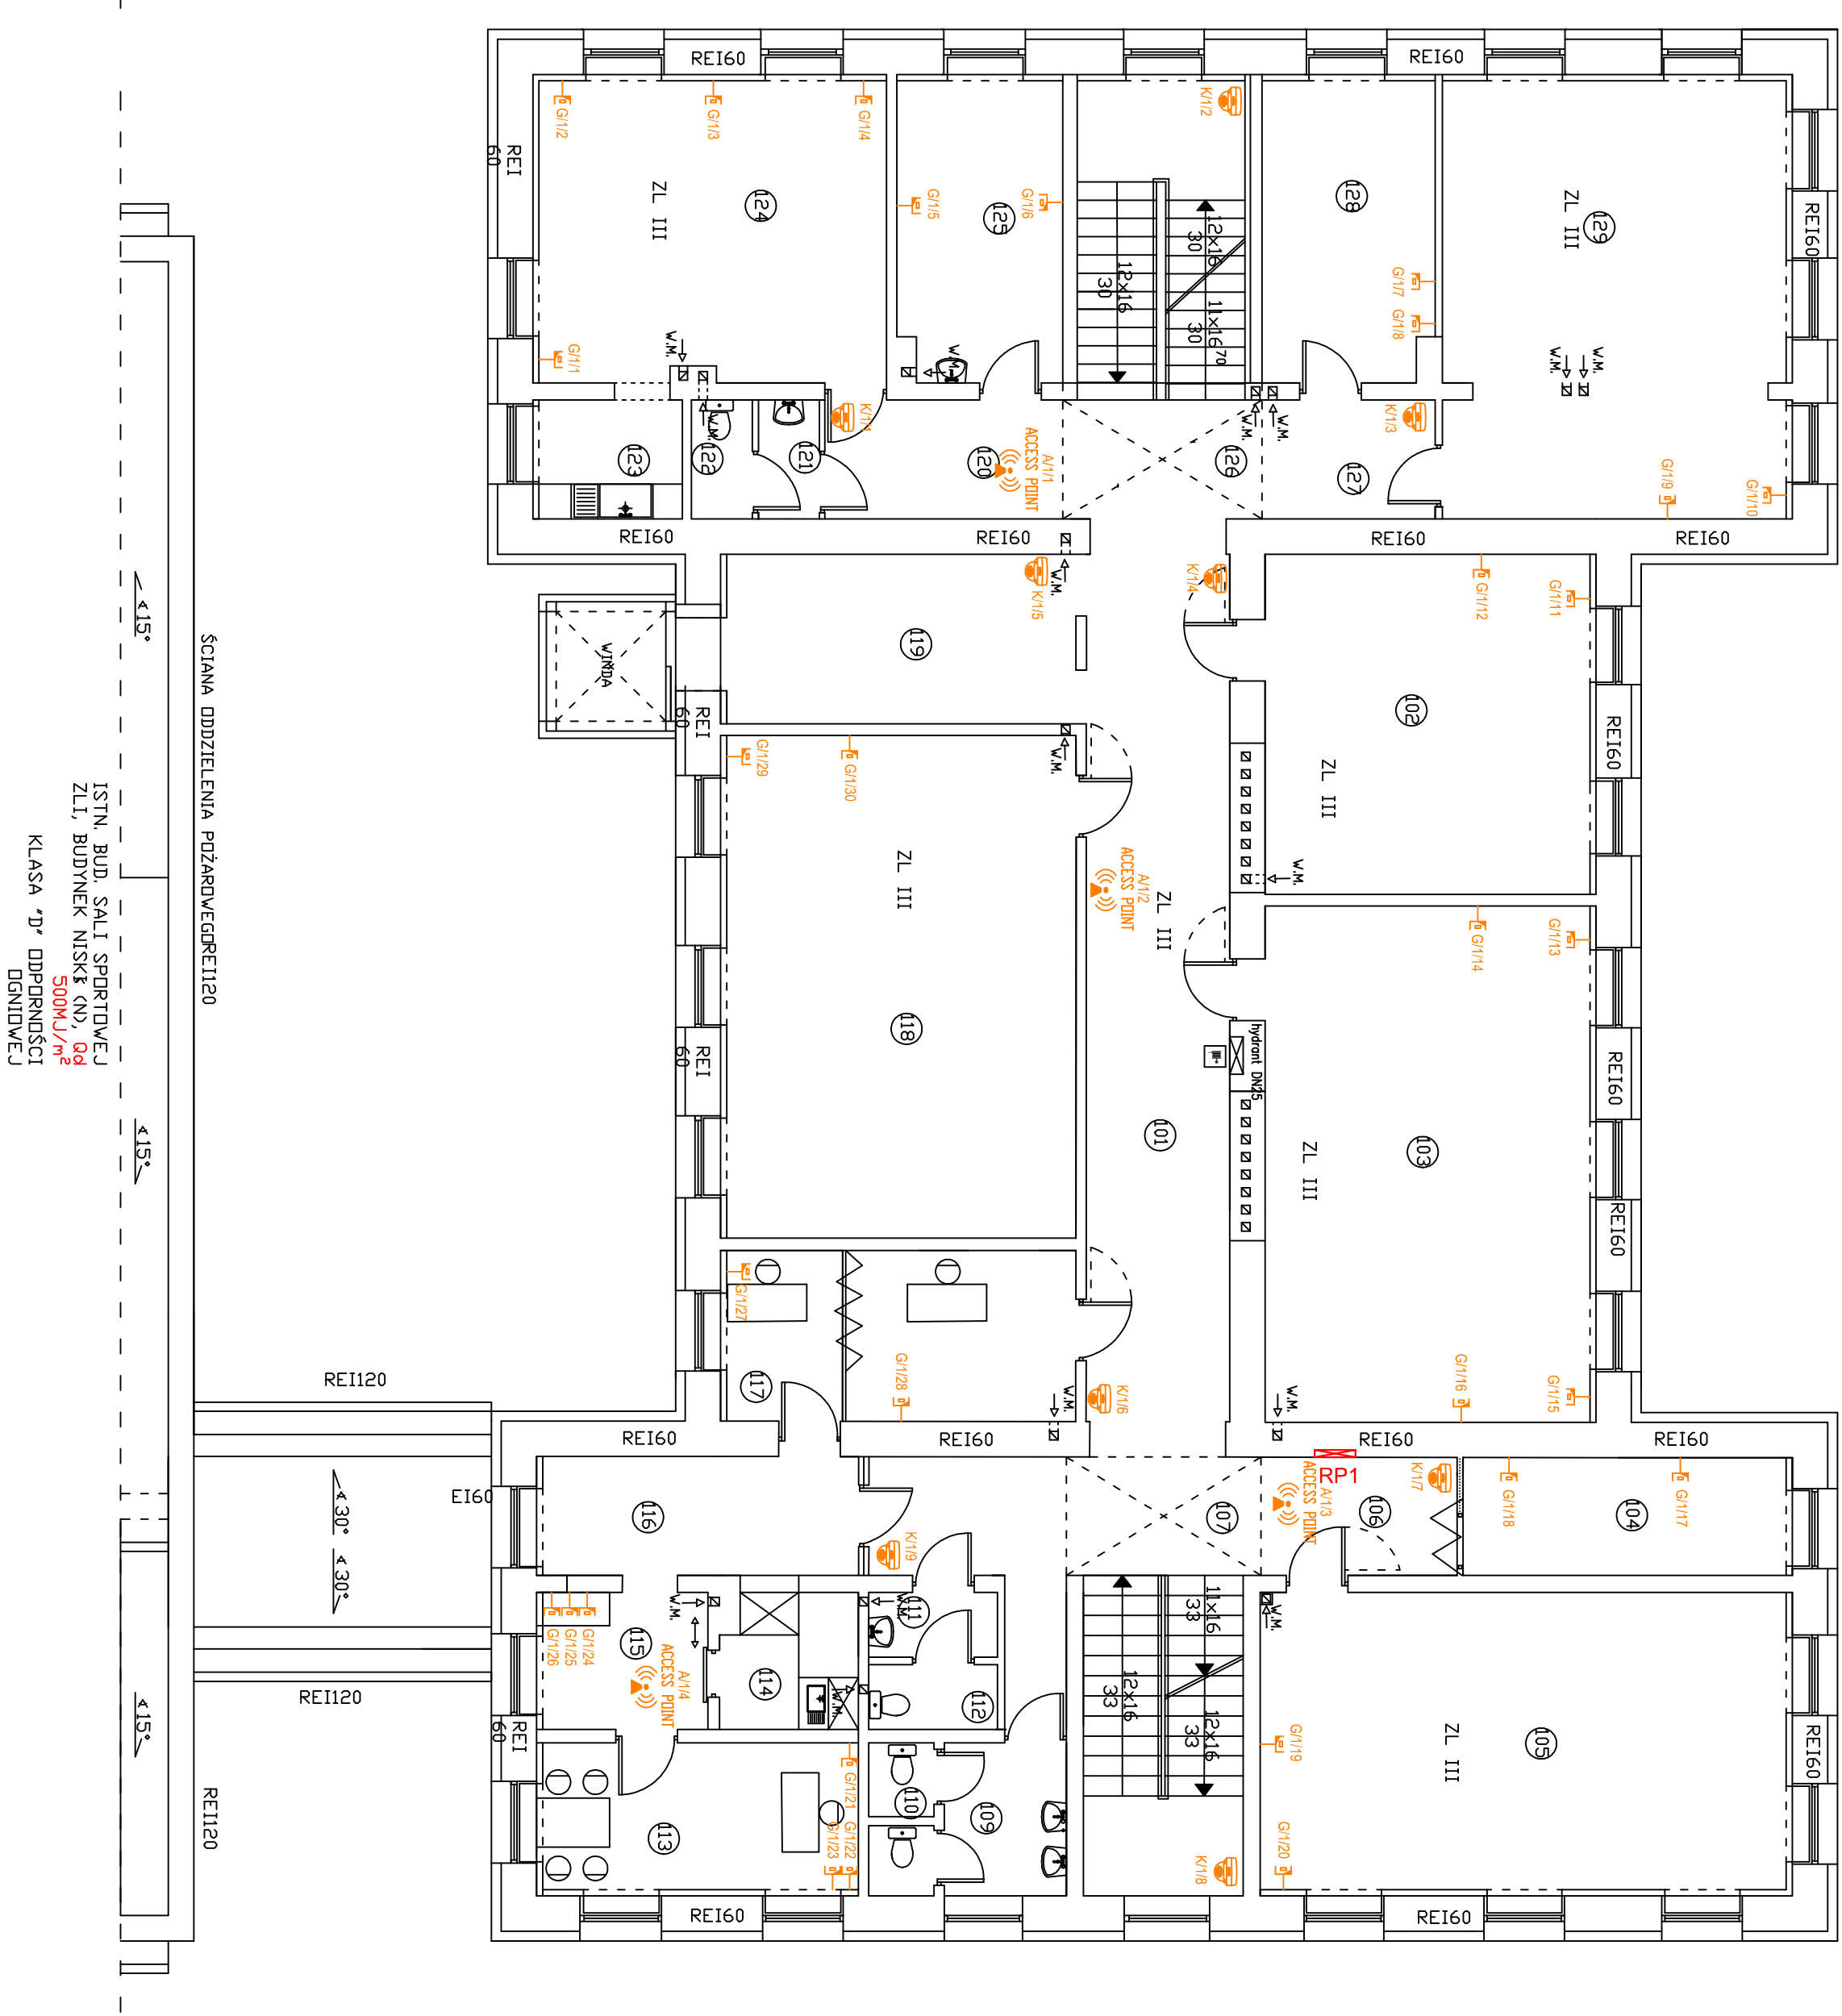 REI60
REI60
REI
60
REI60
G/1/2
G/1/3
G/1/4
K/1/2
ZL III
124
G/1/5
125
G/1/6
12x16
30
12x16
30
11x16
30
70
128
G/1/7
G/1/8
ZL III
129
G/1/1
W.M.
W.M.
W.M.
W.M.
K/1/1
K/1/3
W.M.
W.M.
W.M.
123
122
121
120
A/1/1
ACCESS POINT
126
127
G/1/9
G/1/10
REI60
REI60
REI60
REI60
W.M.
K/1/5
K/1/4
G/1/12
G/1/11
119
102
WINDA
REI
60
REI60
ZL III
W.M.
G/1/29
G/1/30
ZL III
A/1/2
ACCESS POINT
ZL III
W.M.
G/1/14
G/1/13
118
hydrant DN25
REI
60
REI60
101
103
ZL III
REI60
G/1/27
G/1/28
117
K/1/6
W.M.
W.M.
G/1/16
G/1/15
REI60
REI60
REI60
REI60
RP1
A/1/3
ACCESS POINT
K/1/7
G/1/18
G/1/17
EI60
116
K/1/9
107
106
104
W.M.
W.M.
111
11x16
33
W.M.
G/1/26
G/1/25
G/1/24
115
A/1/4
ACCESS POINT
114
W.M.
112
12x16
33
12x16
33
G/1/19
ZL III
105
REI60
REI
60
G/1/21
G/1/22
G/1/23
113
110
109
K/1/8
G/1/20
REI60
REI60
15°
15°
15°
30°
30°
REI120
REI120
REI120
ŚCIANA ODDZIELENIA POŻAROWEGO REI120
ISTN. BUD. SALI SPORTOWEJ
ZLI, BUDYNEK NISKI (N), Qd
500MJ/m²
KLASA "D" ODPORNOŚCI
OGNIOWEJ